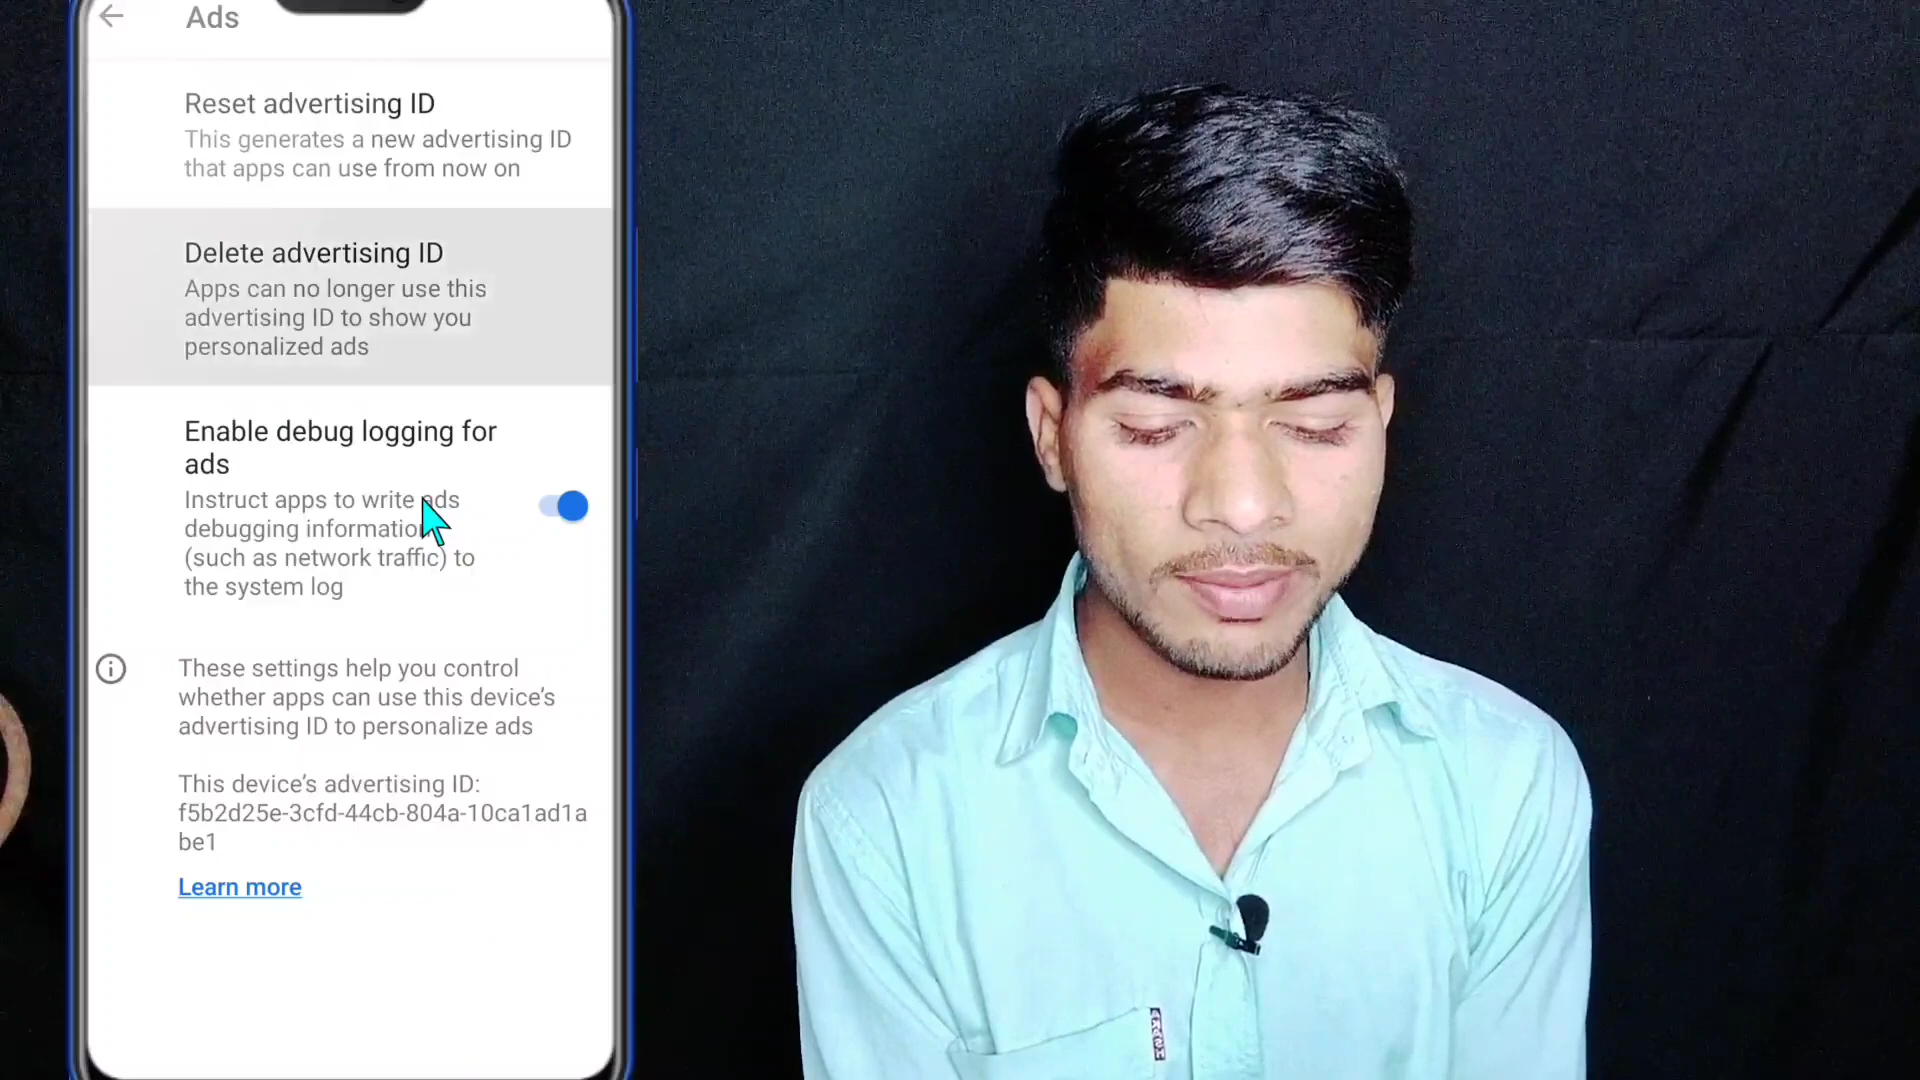 Ads
Reset advertising ID
This generates a new advertising ID
that apps can use from now on
Delete advertising ID
Apps can no longer use this
advertising ID to show you
personalized ads
Enable debug logging for
ads
Instruct apps to write ads
debugging information
(such as network traffic) to
the system log
These settings help you control
whether apps can use this device’s
advertising ID to personalize ads
This device’s advertising ID:
f5b2d25e-3cfd-44cb-804a-10ca1ad1a
be1
Learn more